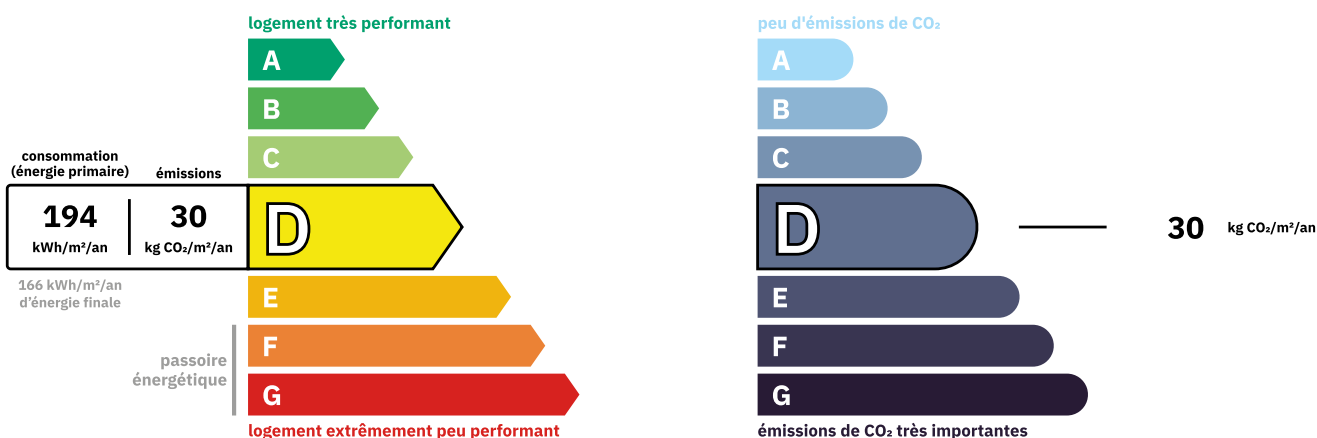 logement très performant
A
B
C
consommation
(énergie primaire)
émissions
194
kWh/m²/an
30
kg CO₂/m²/an
D
166 kWh/m²/an
d'énergie finale
E
passoire
énergétique
F
G
logement extrêmement peu performant
peu d'émissions de CO₂
A
B
C
D
30 kg CO₂/m²/an
E
F
G
émissions de CO₂ très importantes